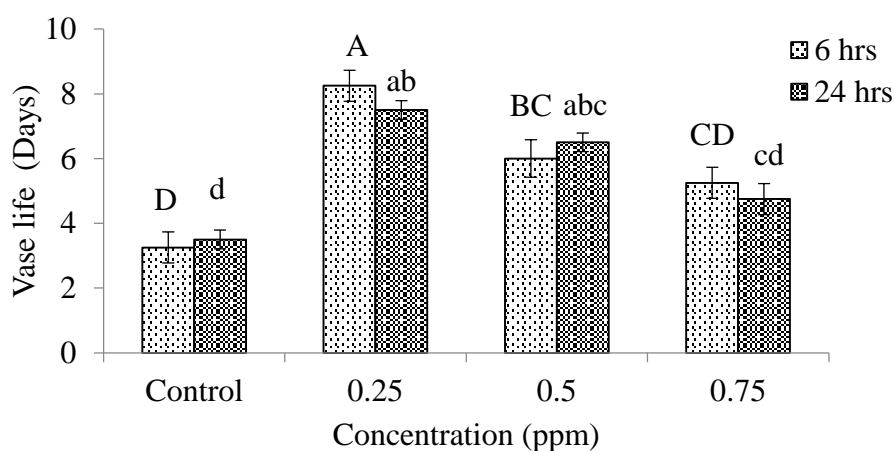 10
8
6
4
2
0
Vase life (Days)
D
d
A
ab
BC
abc
CD
cd
6 hrs
24 hrs
Control
0.25
0.5
0.75
Concentration (ppm)